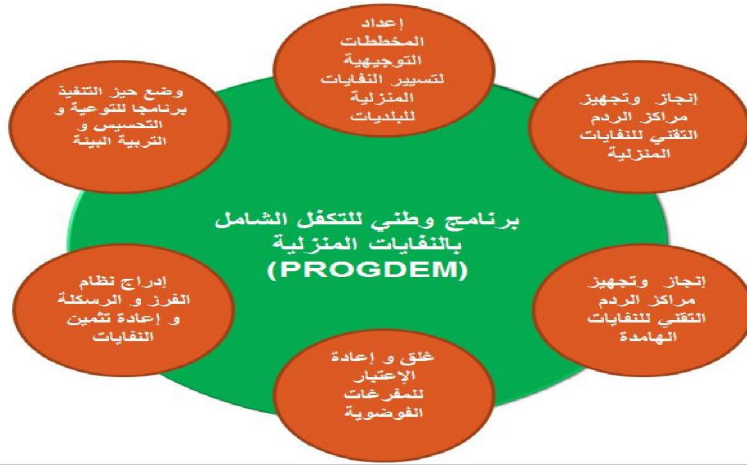 إعداد
المخططات
التوجيهية
لتسيير النفايات
المنزلية
للبلديات
إنجاز وتجهيز
مراكز الردم
التقني للنفايات
المنزلية
إنجاز وتجهيز
مراكز الردم
التقني للنفايات
الهامدة
غلق و إعادة
الإعتبار
للمفرغات
الفوضوية
إدراج نظام
الفرز و الرسكلة
و إعادة تثمين
النفايات
وضع حيز التنفيذ
برنامجا للتوعية و
التحسيس و
التربية البيئة
برنامج وطني للتكفل الشامل
بالنفايات المنزلية
(PROGDEM)